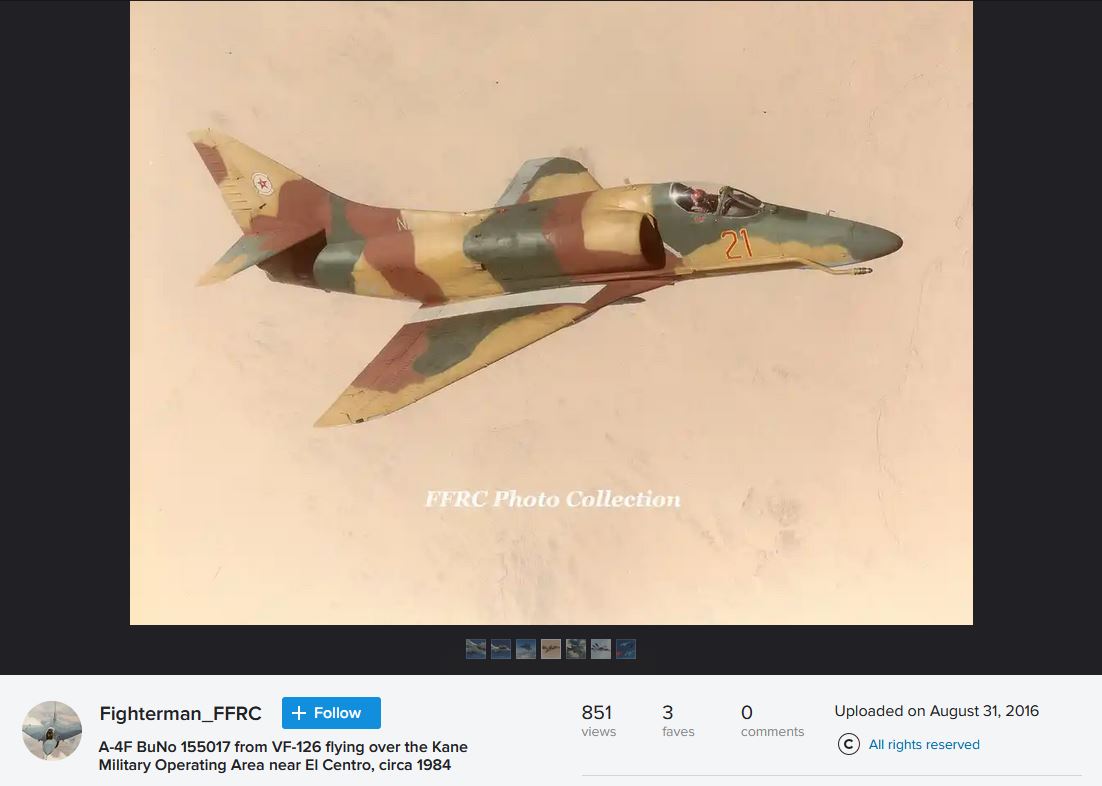 N
21
FFRC Photo Collection
Fighterman_FFRC
+ Follow
A-4F BuNo 155017 from VF-126 flying over the Kane
Military Operating Area near El Centro, circa 1984
851
views
3
faves
0
comments
Uploaded on August 31, 2016
© All rights reserved